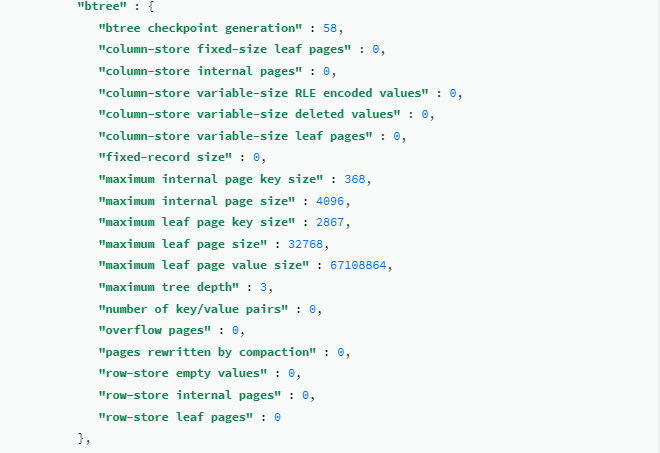 "btree" : {
"btree checkpoint generation" : 58,
"column-store fixed-size leaf pages" : 0,
"column-store internal pages" : 0,
"column-store variable-size RLE encoded values" : 0,
"column-store variable-size deleted values" : 0,
"column-store variable-size leaf pages" : 0,
"fixed-record size" : 0,
"maximum internal page key size" : 368,
"maximum internal page size" : 4096,
"maximum leaf page key size" : 2867,
"maximum leaf page size" : 32768,
"maximum leaf page value size" : 67108864,
"maximum tree depth" : 3,
"number of key/value pairs" : 0,
"overflow pages" : 0,
"pages rewritten by compaction" : 0,
"row-store empty values" : 0,
"row-store internal pages" : 0,
"row-store leaf pages" : 0
},